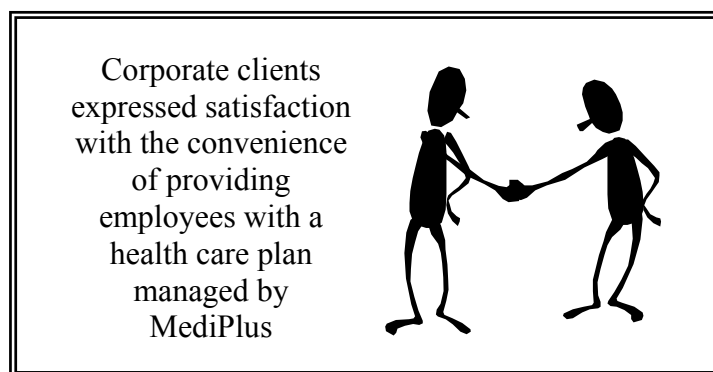 Corporate clients
expressed satisfaction
with the convenience
of providing
employees with a
health care plan
managed by
MediPlus